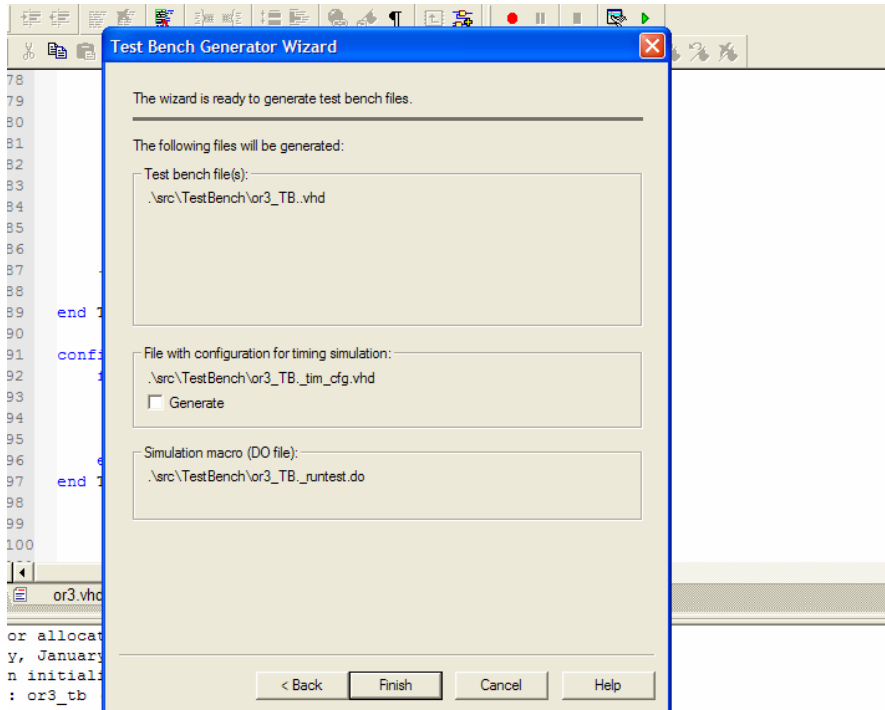 Test Bench Generator Wizard
The wizard is ready to generate test bench files.
The following files will be generated:
Test bench file(s):
.\src\TestBench\or3_TB..vhd
File with configuration for timing simulation:
.\src\TestBench\or3_TB._tim_cfg.vhd
Generate
Simulation macro (DO file):
.\src\TestBench\or3_TB._runtest.do
< Back
Finish
Cancel
Help
78
79
80
81
82
83
84
85
86
87
88
89 end
90
91 confi
92
93
94
95
96
97 end
98
99
100
or3.vhd
or allocat
y, January
n initiali
: or3_tb